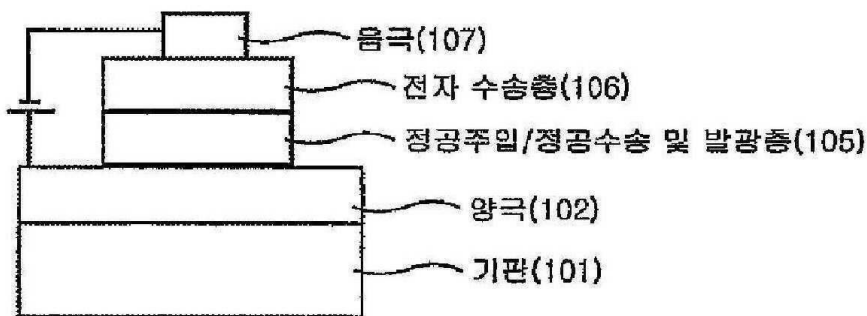 음극(107)
전자 수송층(106)
정공주입/정공수송 및 발광층(105)
양극(102)
기판(101)